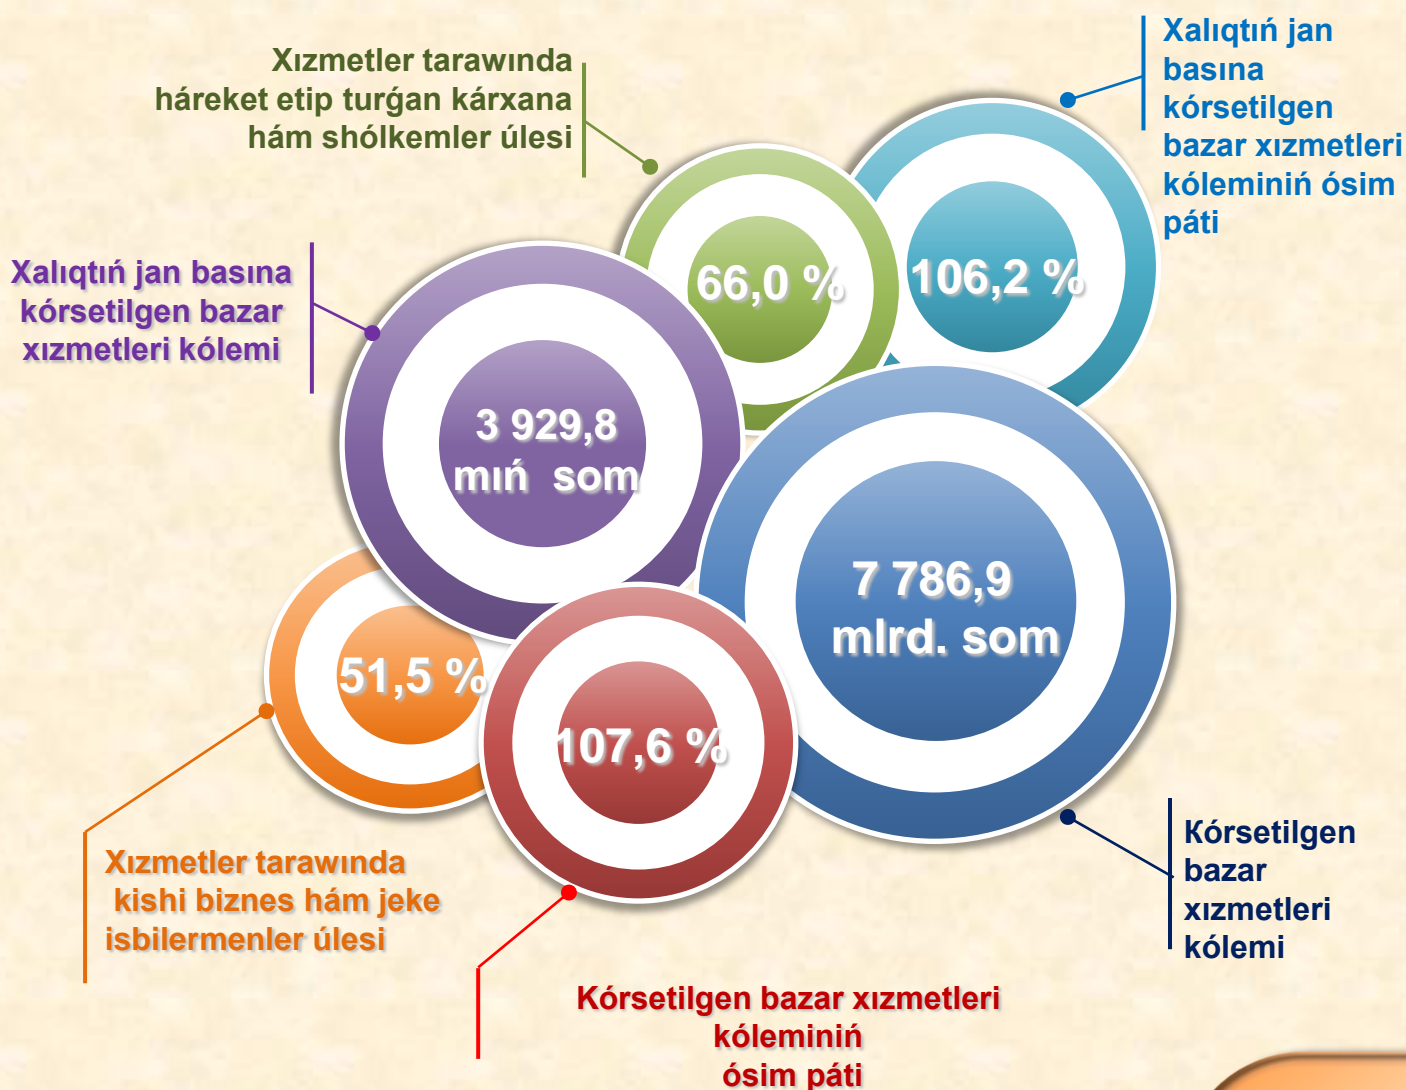 Xızmetler tarawında
háreket etip turǵan kárxana
hám shólkemler úlesi
Xalıqtıń jan
basına
kórsetilgen
bazar xızmetleri
kóleminiń ósim
páti
Xalıqtıń jan basına
kórsetilgen bazar
xızmetleri kólemi
66,0 %
106,2 %
3 929,8
mıń som
7 786,9
mlrd. som
51,5 %
107,6 %
Xızmetler tarawında
kishi biznes hám jeke
isbilermenler úlesi
Kórsetilgen
bazar
xızmetleri
kólemi
Kórsetilgen bazar xızmetleri
kóleminiń
ósim páti